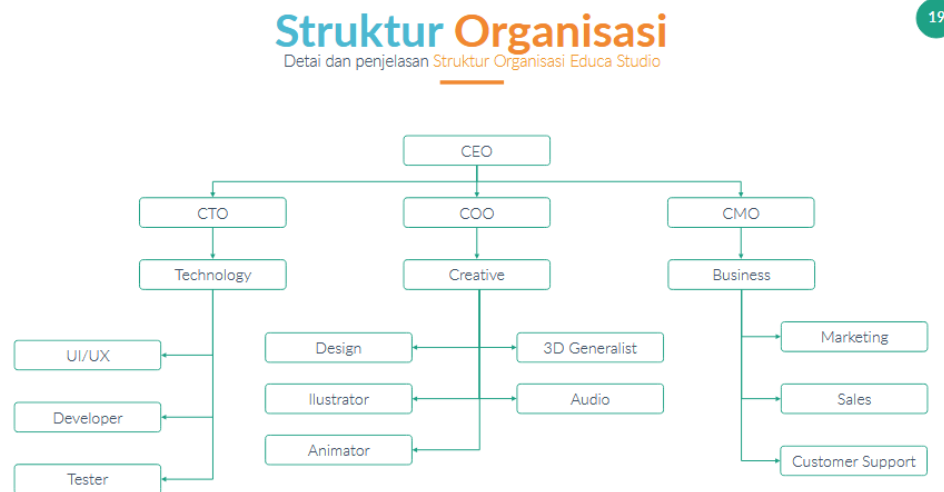 Struktur Organisasi
19
Detai dan penjelasan Struktur Organisasi Educa Studio
CEO
CTO
COO
CMO
Technology
Creative
Business
UI/UX
Developer
Tester
Design
3D Generalist
Ilustrator
Audio
Animator
Marketing
Sales
Customer Support